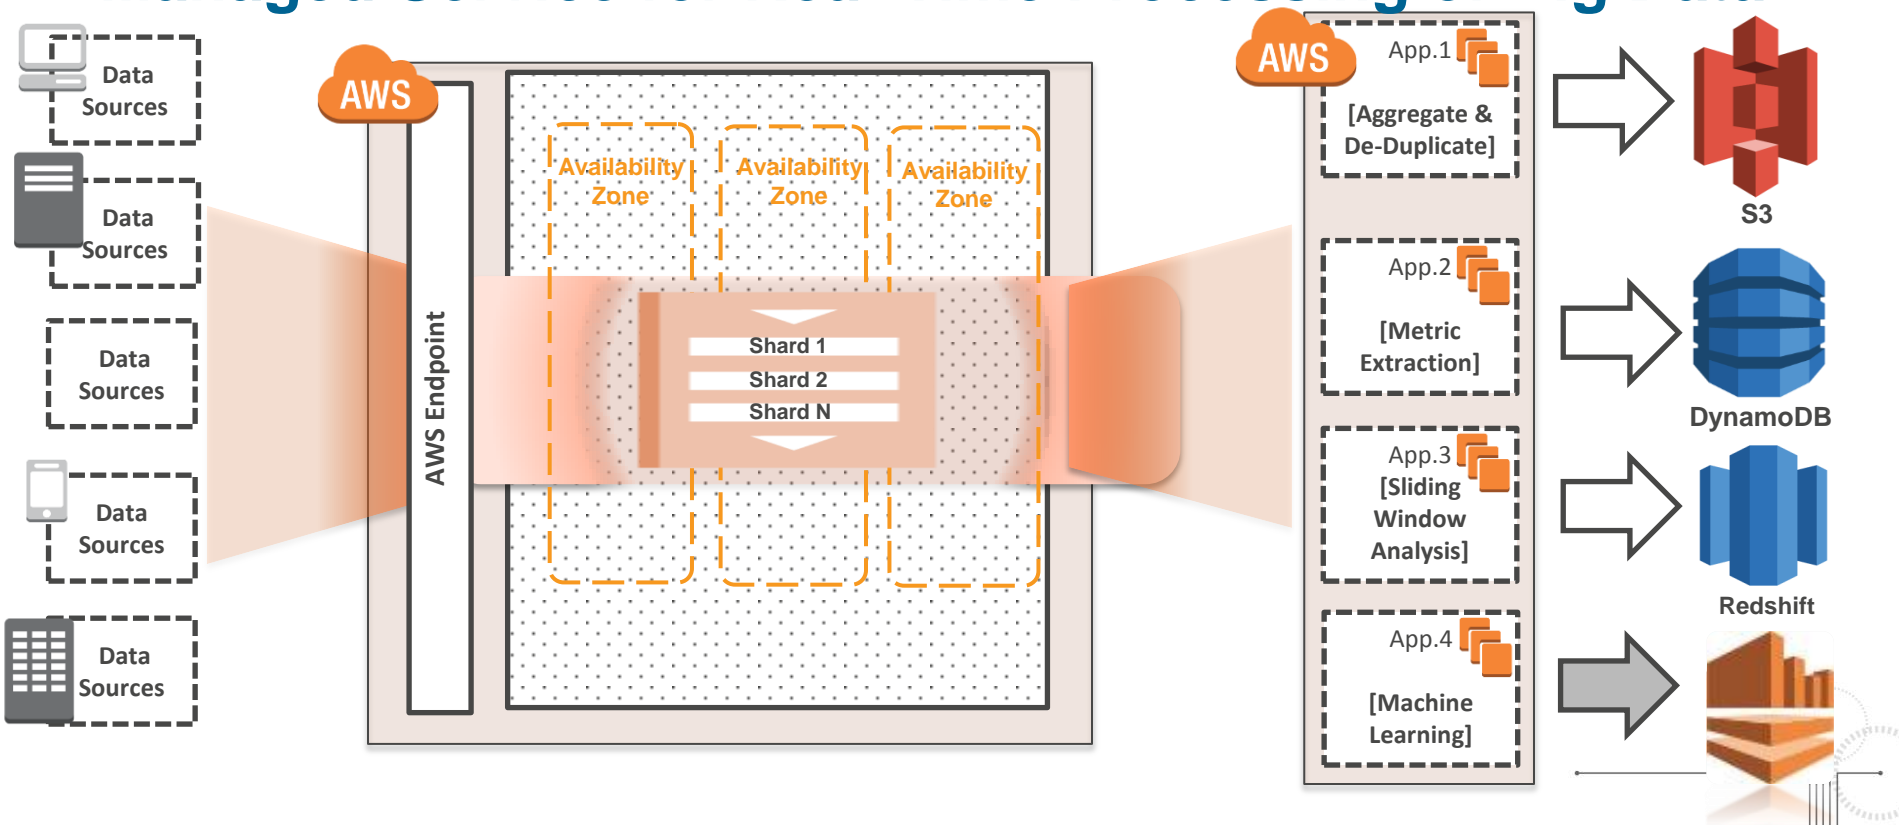 Data
Sources
Data
Sources
Data
Sources
Data
Sources
Data
Sources
AWS
AWS Endpoint
Availability
Zone
Availability
Zone
Availability
Zone
Shard 1
Shard 2
Shard N
AWS
App.1
[Aggregate &
De-Duplicate]
App.2
[Metric
Extraction]
App.3
[Sliding
Window
Analysis]
App.4
[Machine
Learning]
S3
DynamoDB
Redshift